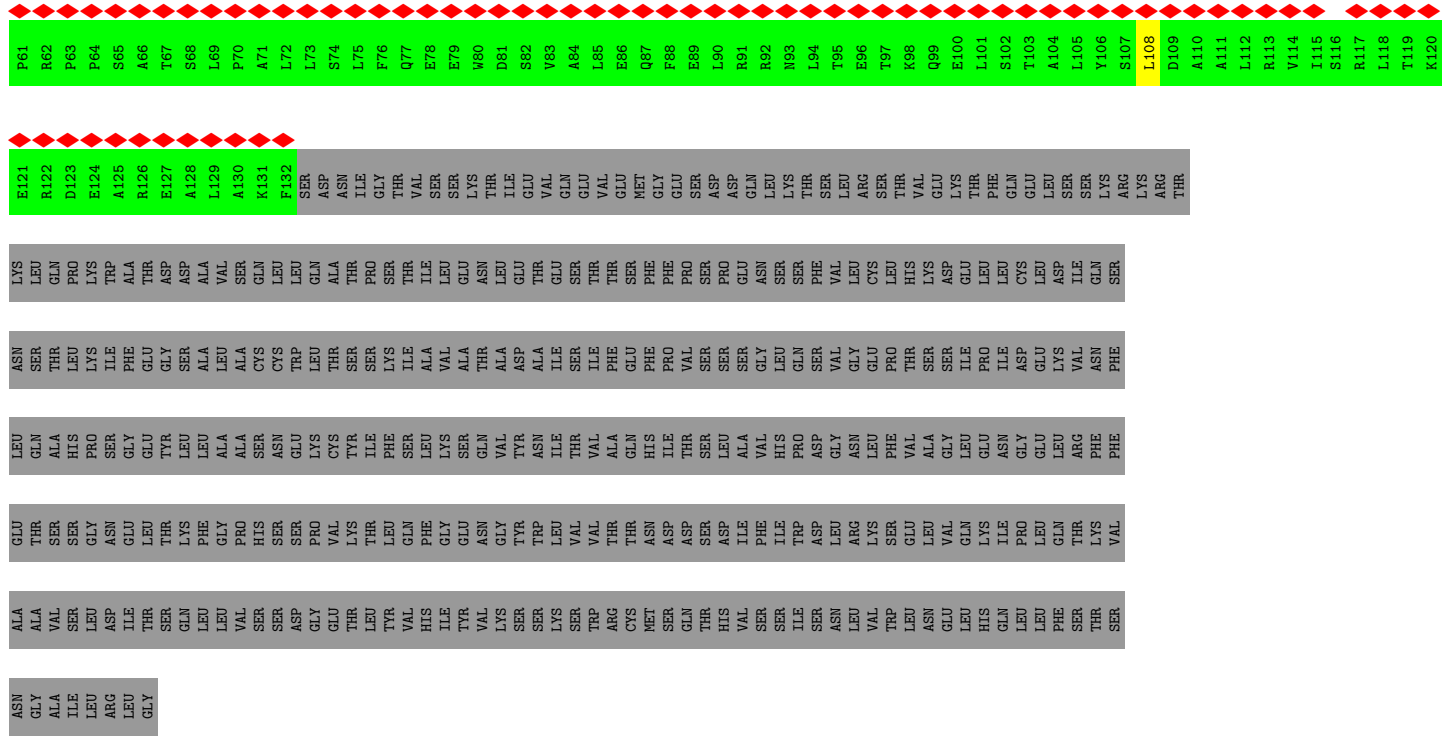 P61 R62 P63 P64 S65 A66 T67 S68 L69 P70 A71 L72 L73 S74 L75 F76 Q77 E78 E79 W80 D81 S82 V83 A84 L85 E86 Q87 F88 E89 L90 R91 R92 N93 L94 T95 E96 T97 K98 Q99 E100 L101 S102 T103 A104 L105 Y106 S107 L108 D109 A110 A111 L112 R113 V114 I115 S116 R117 L118 T119 K120
E121 R122 D123 E124 A125 R126 E127 A128 L129 A130 K131 F132 SER ASP ASN ILE GLY THR VAL SER SER LYS THR ILE GLU VAL GLN GLU VAL GLU MET GLY GLU SER ASP ASP GLN LEU LYS THR SER LEU ARG SER THR VAL GLU LYS THR PHE GLN GLU LEU SER SER LYS ARG LYS ARG THR
LYS LEU GLN PRO LYS TRP ALA THR ASP ASP ALA VAL SER GLN LEU LEU GLN ALA THR PRO SER THR ILE LEU GLU ASN LEU GLU THR GLU SER THR THR SER PHE PHE PRO SER PRO GLU ASN SER SER PHE VAL LEU CYS LEU HIS LYS ASP GLU LEU LEU CYS LEU ASP ILE GLN SER
ASN SER THR LEU LYS ILE PHE GLU GLY SER ALA LEU ALA CYS CYS TRP LEU THR SER SER LYS ILE ALA VAL ALA THR ALA ASP ALA ILE SER ILE PHE GLU PHE PRO VAL SER SER SER GLY LEU GLN SER VAL GLY GLU PRO THR SER SER ILE PRO ILE ASP GLU LYS VAL ASN PHE
LEU GLN ALA HIS PRO SER GLY GLU TYR LEU LEU ALA ALA SER ASN GLU LYS CYS TYR ILE PHE SER LEU LYS SER GLN VAL TYR ASN ILE THR VAL ALA GLN HIS ILE THR SER LEU ALA VAL HIS PRO ASP GLY ASN LEU PHE VAL ALA GLY LEU GLU ASN GLY GLU LEU ARG PHE PHE
GLU THR SER SER GLY ASN GLU LEU THR LYS PHE GLY PRO HIS SER SER PRO VAL LYS THR LEU GLN PHE GLY GLU ASN GLY TYR TRP LEU VAL VAL THR THR ASN ASP ASP SER ASP ILE PHE ILE TRP ASP LEU ARG LYS SER GLU LEU VAL GLN LYS ILE PRO LEU GLN THR LYS VAL
ALA ALA VAL SER LEU ASP ILE THR SER GLN LEU LEU VAL SER SER ASP GLY GLU THR LEU TYR VAL HIS ILE TYR VAL LYS SER SER LYS SER TRP ARG CYS MET SER GLN THR HIS VAL SER SER ILE SER ASN LEU VAL TRP LEU ASN GLU LEU HIS GLN LEU LEU PHE SER THR SER
ASN GLY ALA ILE LEU ARG LEU GLY